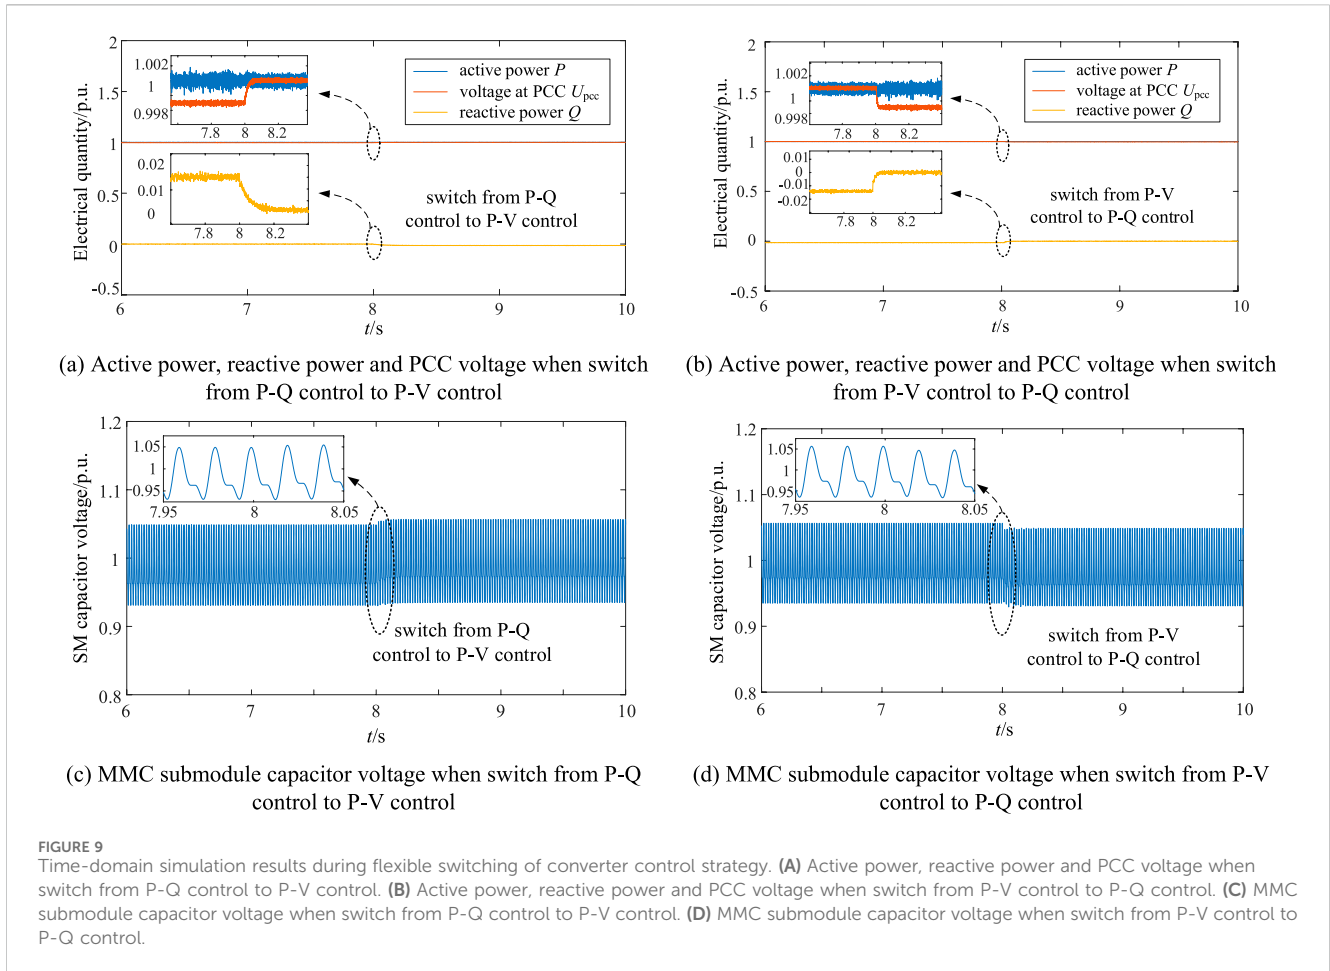 2
1.5
1
0.5
0
-0.5
Electrical quantity/p.u.
1.002
1
0.998
7.8 8 8.2
active power P
voltage at PCC Upcc
reactive power Q
0.02
0.01
0
7.8 8 8.2
switch from P-Q
control to P-V control
6 7 8 9 10
t/s
(a) Active power, reactive power and PCC voltage when switch
from P-Q control to P-V control
2
1.5
1
0.5
0
-0.5
Electrical quantity/p.u.
1.002
1
0.998
7.8 8 8.2
active power P
voltage at PCC Upcc
reactive power Q
0.01
-0.01
-0.02
7.8 8 8.2
switch from P-V
control to P-Q control
6 7 8 9 10
t/s
(b) Active power, reactive power and PCC voltage when switch
from P-V control to P-Q control
1.2
1.1
1
0.9
0.8
SM capacitor voltage/p.u.
1.05
1
0.95
7.95 8 8.05
switch from P-Q
control to P-V control
6 7 8 9 10
t/s
(c) MMC submodule capacitor voltage when switch from P-Q
control to P-V control
1.2
1.1
1
0.9
0.8
SM capacitor voltage/p.u.
1.05
1
-0.95
7.95 8 8.05
switch from P-V
control to P-Q control
6 7 8 9 10
t/s
(d) MMC submodule capacitor voltage when switch from P-V
control to P-Q control
FIGURE 9
Time-domain simulation results during flexible switching of converter control strategy. (A) Active power, reactive power and PCC voltage when
switch from P-Q control to P-V control. (B) Active power, reactive power and PCC voltage when switch from P-V control to P-Q control. (C) MMC
submodule capacitor voltage when switch from P-Q control to P-V control. (D) MMC submodule capacitor voltage when switch from P-V control to
P-Q control.